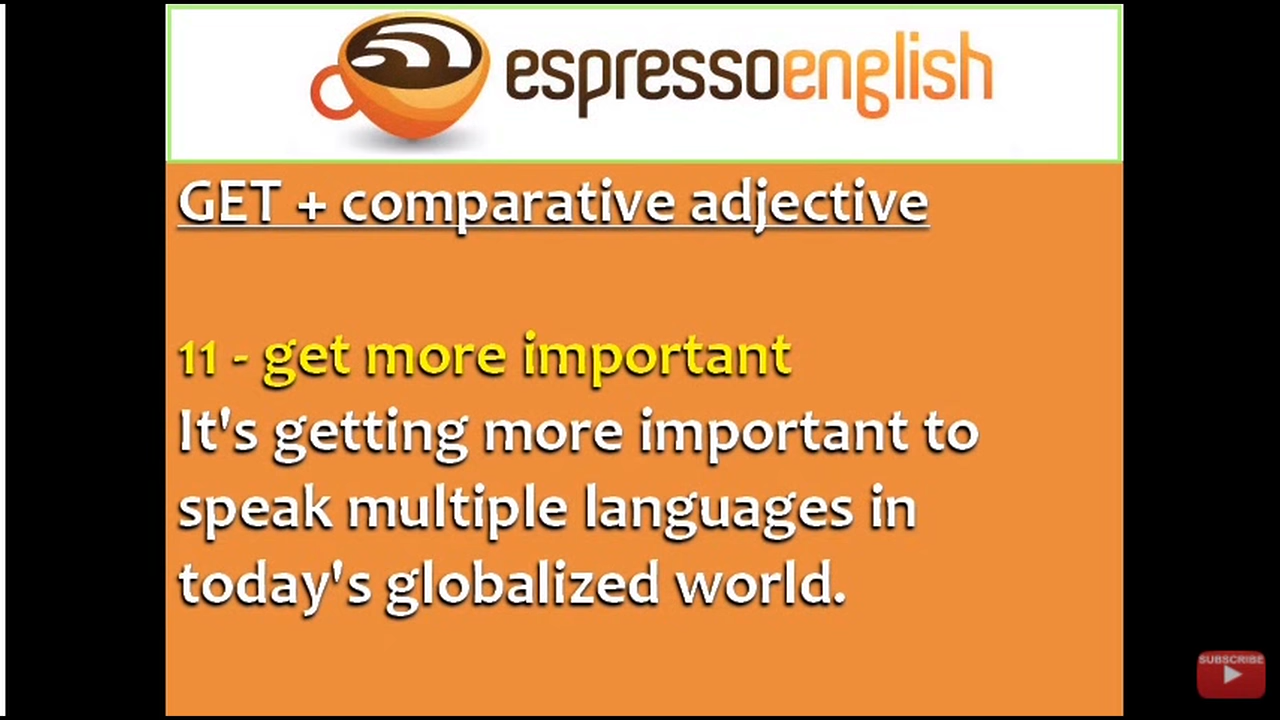 espressoenglish
GET + comparative adjective
11 - get more important
It's getting more important to
speak multiple languages in
today's globalized world.
SUBSCRIBE